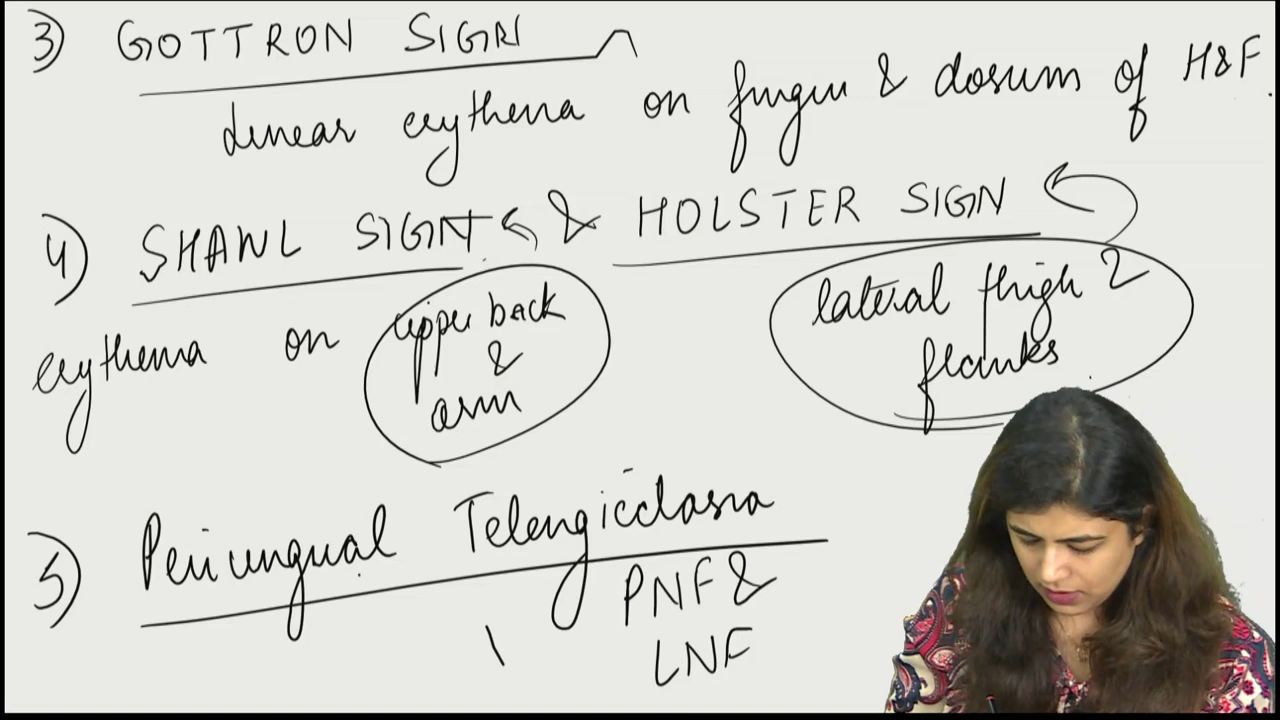 3) GOTTRON SIGN
Linear erythema on finger & dorsum of H&F.
4) SHAWL SIGN & HOLSTER SIGN
erythema on upper back & arm
lateral thigh & flanks
5) Periungual Telengiectasia
PNF &
LNF